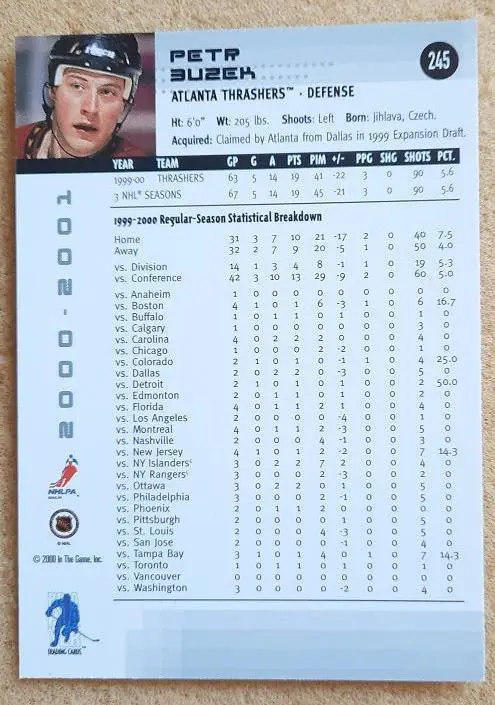 PETR
BUZEK
245
ATLANTA THRASHERS™ · DEFENSE
Ht: 6'0" Wt: 205 lbs. Shoots: Left Born: Jihlava, Czech.
Acquired: Claimed by Atlanta from Dallas in 1999 Expansion Draft.
YEAR TEAM GP G A PTS PIM +/- PPG SHG SHOTS PCT.
1999-00 THRASHERS 63 5 14 19 41 -22 3 0 90 5.6
3 NHL® SEASONS 67 5 14 19 45 -21 3 0 90 5.6
1999-2000 Regular-Season Statistical Breakdown
Home 31 3 7 10 21 -17 2 0 40 7.5
Away 32 2 7 9 20 -5 1 0 50 4.0
vs. Division 14 1 3 4 8 -1 1 0 19 5.3
vs. Conference 42 3 10 13 29 -9 2 0 60 5.0
vs. Anaheim 1 0 0 0 0 0 0 0 0 0
vs. Boston 4 1 0 1 6 -3 1 0 6 16.7
vs. Buffalo 1 0 1 1 0 1 0 0 1 0
vs. Calgary 1 0 0 0 0 0 0 0 3 0
vs. Carolina 4 0 2 2 2 0 0 0 4 0
vs. Chicago 1 0 0 0 2 -2 0 0 1 0
vs. Colorado 2 1 0 1 0 -1 1 0 4 25.0
vs. Dallas 2 0 2 2 0 -3 0 0 5 0
vs. Detroit 2 1 0 1 0 1 0 0 2 50.0
vs. Edmonton 2 0 1 1 0 1 0 0 2 0
vs. Florida 4 0 1 1 2 1 0 0 4 0
vs. Los Angeles 2 0 0 0 0 -4 0 0 1 0
vs. Montreal 4 0 1 1 2 -3 0 0 5 0
vs. Nashville 2 0 0 0 4 -1 0 0 3 0
vs. New Jersey 4 1 0 1 2 -2 0 0 7 14.3
vs. NY Islanders 3 0 2 2 7 2 0 0 4 0
vs. NY Rangers 3 0 0 0 2 -3 0 0 2 0
vs. Ottawa 3 0 2 2 0 1 0 0 5 0
vs. Philadelphia 3 0 0 0 2 -1 0 0 5 0
vs. Phoenix 2 0 1 1 2 0 0 0 0 0
vs. Pittsburgh 2 0 0 0 0 1 0 0 5 0
vs. St. Louis 2 0 0 0 4 -3 0 0 5 0
vs. San Jose 2 0 0 0 0 -1 0 0 4 0
vs. Tampa Bay 3 1 0 1 4 0 1 0 7 14.3
vs. Toronto 1 0 1 1 0 1 0 0 1 0
vs. Vancouver 0 0 0 0 0 0 0 0 0 0
vs. Washington 3 0 0 0 0 -2 0 0 4 0
2000-2001
NHLPA
© NHL
© 2000 In The Game, Inc.
TRADING CARDS™